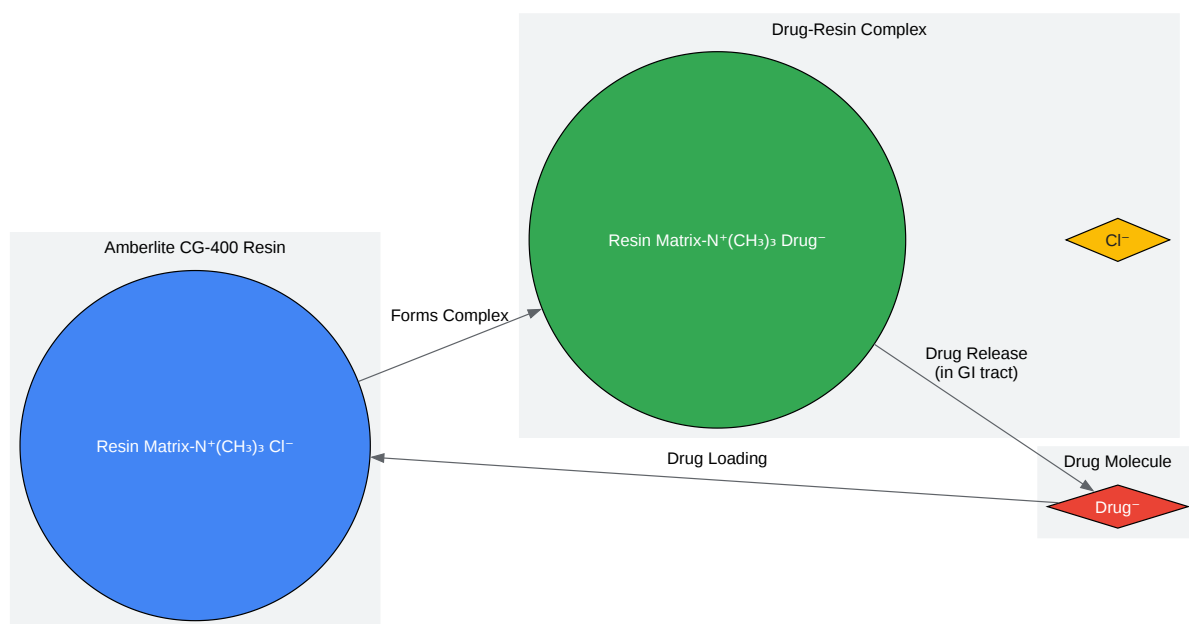 Drug-Resin Complex
Resin Matrix-N⁺(CH₃)₃ Drug⁻
Cl⁻
Amberlite CG-400 Resin
Resin Matrix-N⁺(CH₃)₃ Cl⁻
Forms Complex
Drug Release
(in GI tract)
Drug Loading
Drug Molecule
Drug⁻